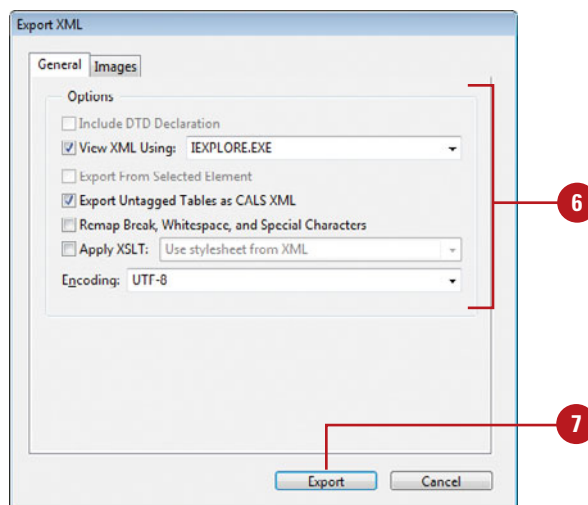 Export XML
General Images
Options
Include DTD Declaration
View XML Using: IEXPLORE.EXE
Export From Selected Element
Export Untagged Tables as CALS XML
Remap Break, Whitespace, and Special Characters
Apply XSLT: Use stylesheet from XML
Encoding: UTF-8
6
7
Export Cancel